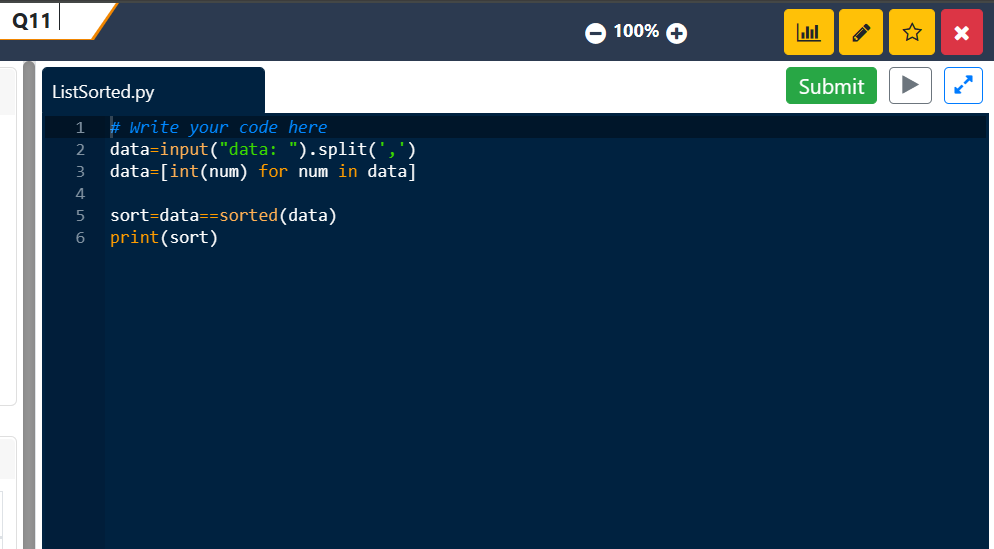 Q11
100%
Submit
ListSorted.py
1 # Write your code here
2 data=input("data: ").split(',')
3 data=[int(num) for num in data]
4
5 sort=data==sorted(data)
6 print(sort)